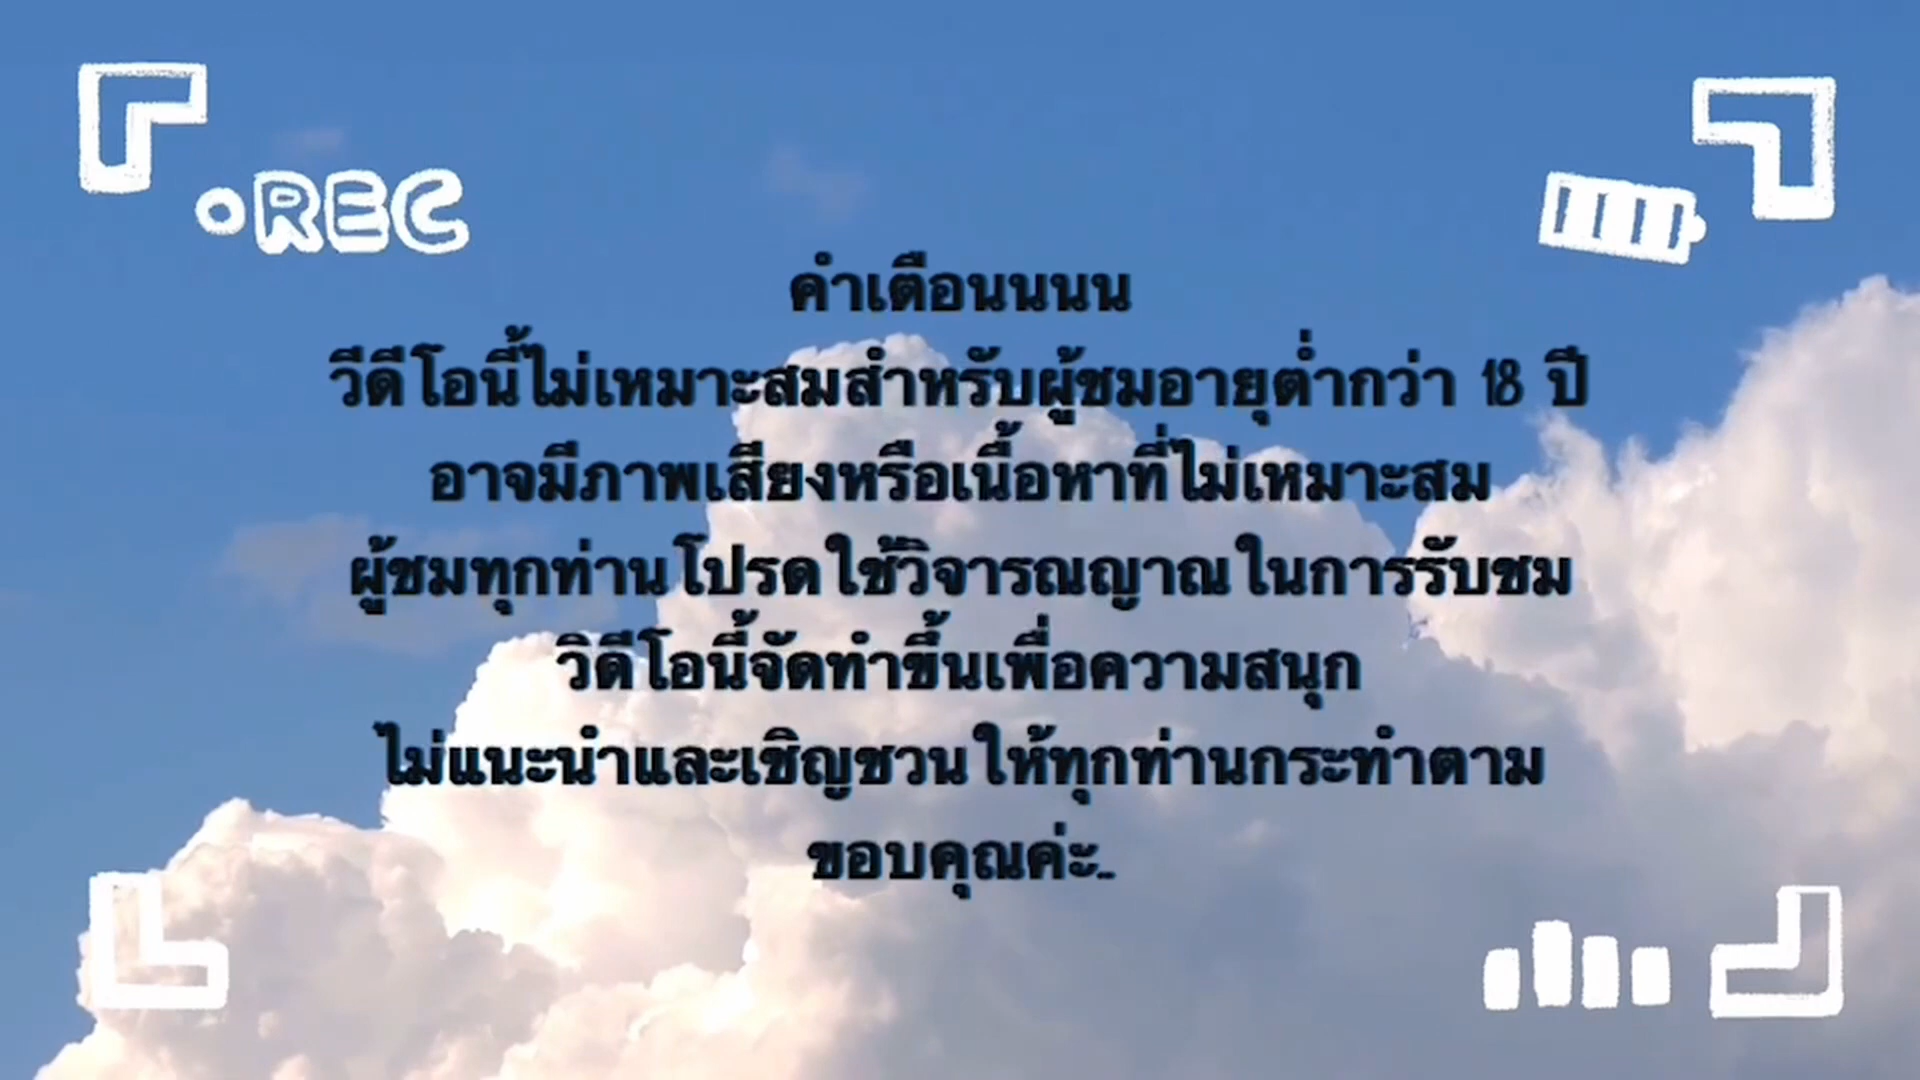 REC
คำเตือนนนน
วีดีโอนี้ไม่เหมาะสมสำหรับผู้ชมอายุต่ำกว่า 18 ปี
อาจมีภาพเสียงหรือเนื้อหาที่ไม่เหมาะสม
ผู้ชมทุกท่านโปรดใช้วิจารณญาณในการรับชม
วิดีโอนี้จัดทำขึ้นเพื่อความสนุก
ไม่แนะนำและเชิญชวนให้ทุกท่านกระทำตาม
ขอบคุณค่ะ..